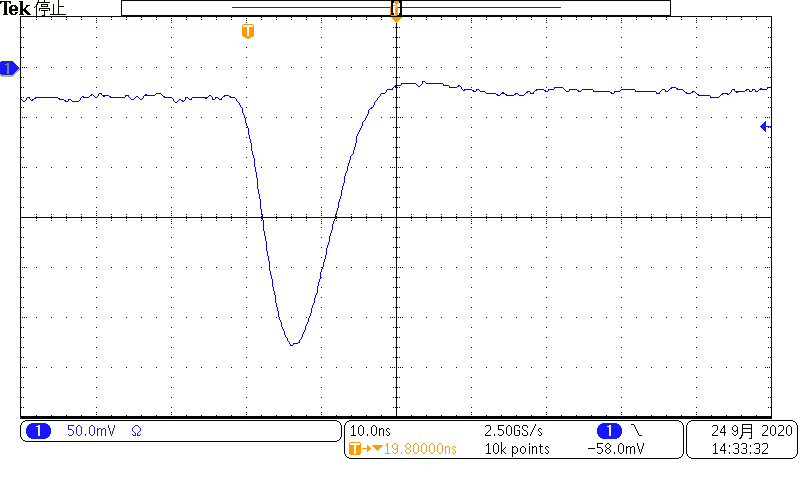 Tek 停止
T
T
1
1 50.0mV Ω
10.0ns 2.50GS/s 1
T→▼19.80000ns 10k points −58.0mV
24 9月 2020
14:33:32